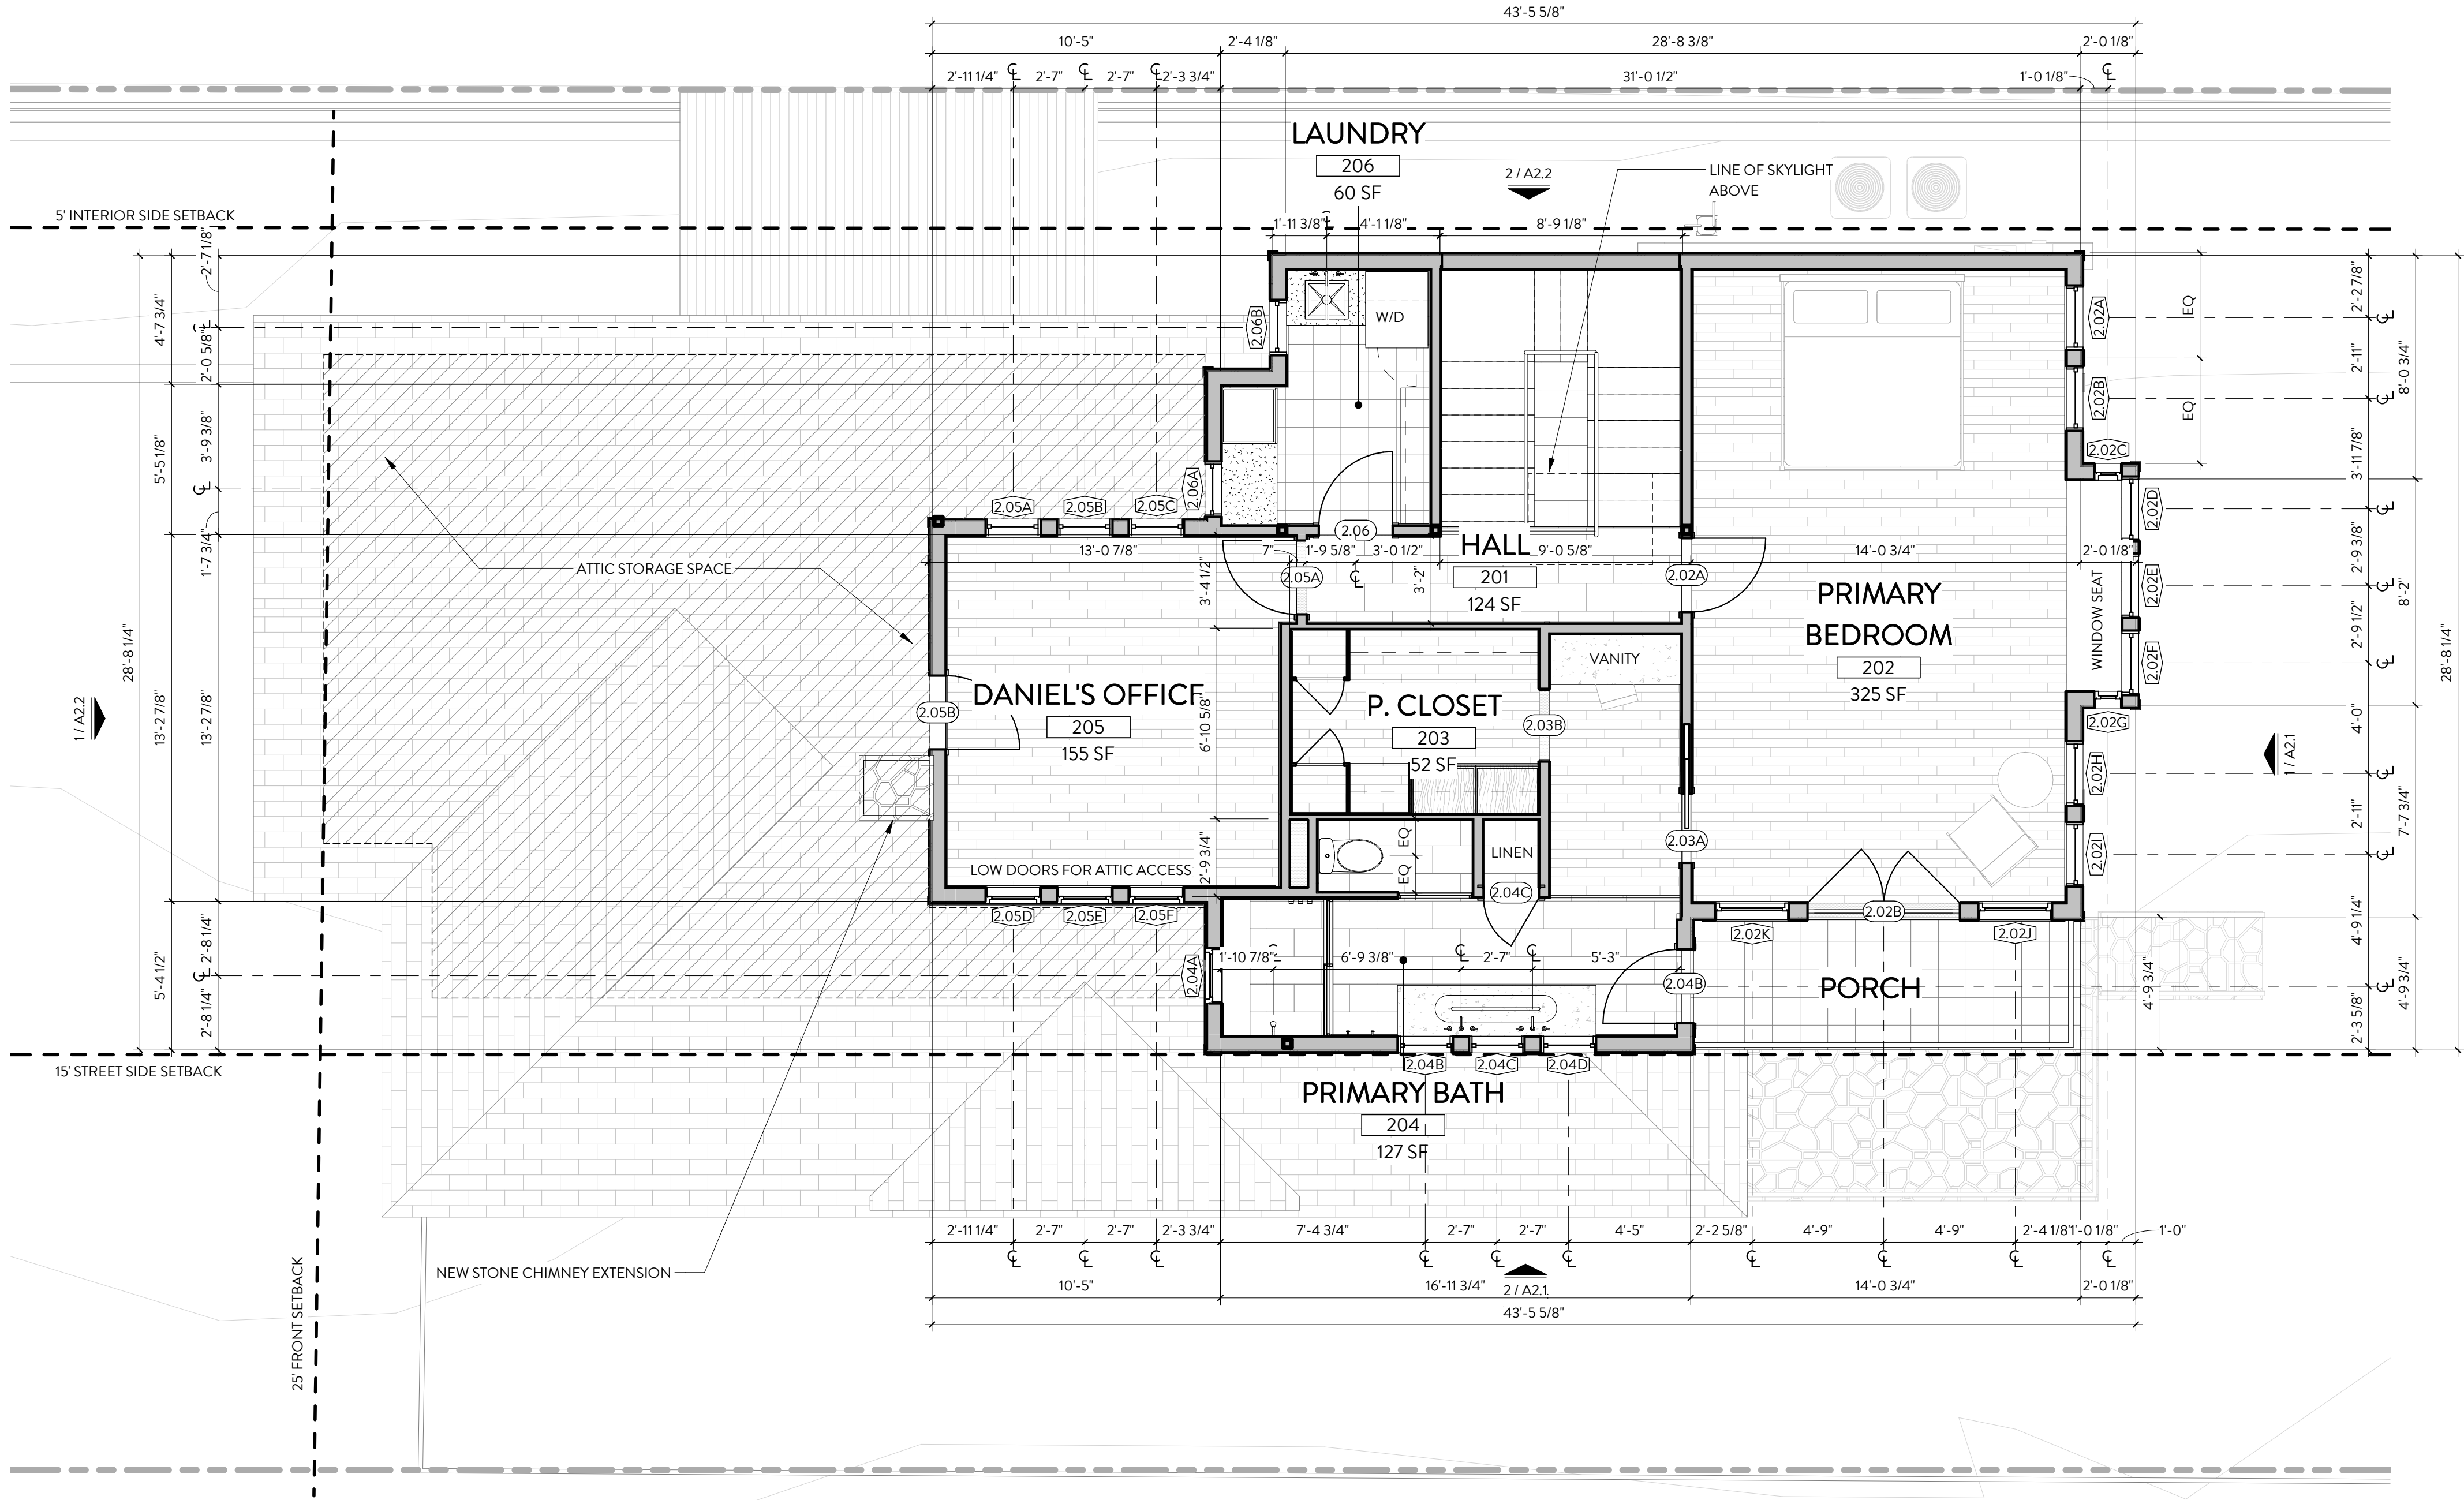 43'-5 5/8"
10'-5" 2'-4 1/8" 28'-8 3/8" 2'-0 1/8"
2'-11 1/4" 2'-7" 2'-7" 2'-3 3/4" 31'-0 1/2" 1'-0 1/8"
LAUNDRY
206
60 SF
2 / A2.2
LINE OF SKYLIGHT
ABOVE
5' INTERIOR SIDE SETBACK
1'-11 3/8" 4'-1 1/8" 8'-9 1/8"
2'-7 1/8"
4'-7 3/4"
2'-0 5/8"
3'-9 3/8"
5'-5 1/8"
1'-7 3/4"
28'-8 1/4"
13'-2 7/8"
13'-2 7/8"
1 / A2.2
2'-8 1/4"
5'-4 1/2"
2'-8 1/4"
2.06B
W/D
2.06A
2.05A 2.05B 2.05C
2.06
ATTIC STORAGE SPACE
13'-0 7/8" 7" 1'-9 5/8" 3'-0 1/2" 9'-0 5/8" 14'-0 3/4" 2'-0 1/8"
HALL
201
124 SF
2.05A
3'-4 1/2"
3'-2"
2.02A
PRIMARY
BEDROOM
202
325 SF
WINDOW SEAT
VANITY
DANIEL'S OFFICE
205
155 SF
2.05B
6'-10 5/8"
P. CLOSET
203
52 SF
2.03B
2.03A
2'-9 3/4"
EQ
EQ
LINEN
LOW DOORS FOR ATTIC ACCESS
2.04C
2.05D 2.05E 2.05F
2.02B
2.02K 2.02J
2.04A
1'-10 7/8" 6'-9 3/8" 2'-7" 5'-3"
2.04B
PORCH
4'-9 3/4"
2.02A
2.02B
2.02C
2.02D
2.02E
2.02F
2.02G
2.02H
2.02I
EQ
EQ
2'-2 7/8"
2'-11"
8'-0 3/4"
3'-11 7/8"
2'-9 3/8"
8'-2"
2'-9 1/2"
28'-8 1/4"
4'-0"
1 / A2.1
2'-11"
7'-7 3/4"
4'-9 1/4"
4'-9 3/4"
2'-3 5/8"
15' STREET SIDE SETBACK
2.04B 2.04C 2.04D
PRIMARY BATH
204
127 SF
2'-11 1/4" 2'-7" 2'-7" 2'-3 3/4" 7'-4 3/4" 2'-7" 2'-7" 4'-5" 2'-2 5/8" 4'-9" 4'-9" 2'-4 1/8" 1'-0 1/8" 1'-0"
NEW STONE CHIMNEY EXTENSION
25' FRONT SETBACK
10'-5" 16'-11 3/4" 14'-0 3/4" 2'-0 1/8"
2 / A2.1
43'-5 5/8"